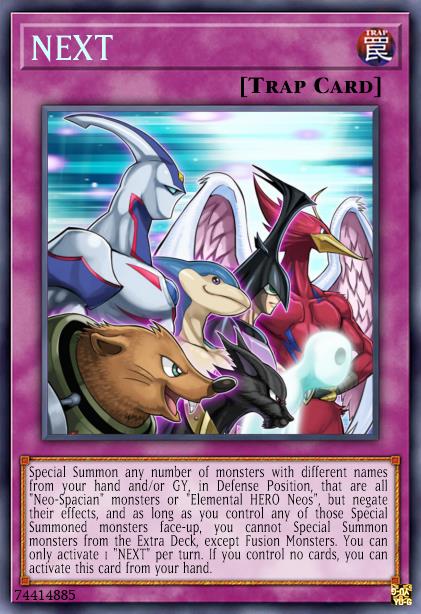 NEXT
TRAP
罠
[TRAP CARD]
Special Summon any number of monsters with different names
from your hand and/or GY, in Defense Position, that are all
"Neo-Spacian" monsters or "Elemental HERO Neos", but negate
their effects, and as long as you control any of those Special
Summoned monsters face-up, you cannot Special Summon
monsters from the Extra Deck, except Fusion Monsters. You can
only activate 1 "NEXT" per turn. If you control no cards, you can
activate this card from your hand.
74414885